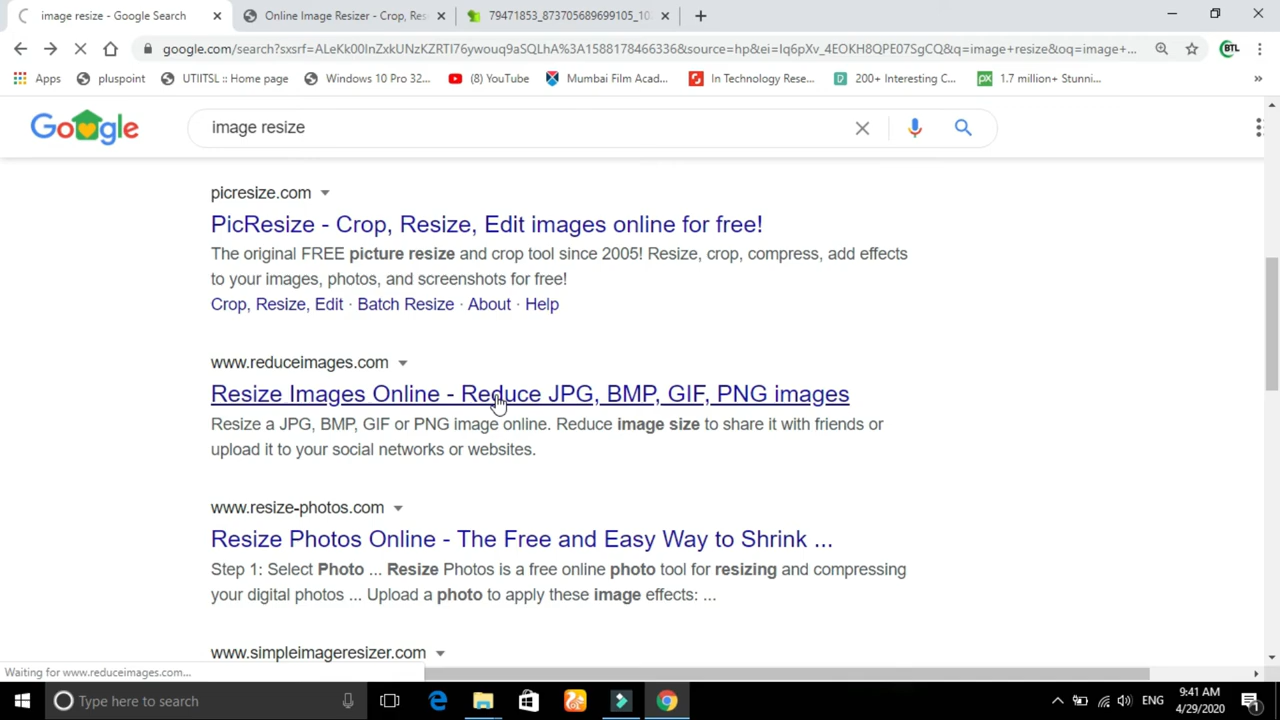 image resize - Google Search
Online Image Resizer - Crop, Res
79471853_873705689699105_10
google.com/search?sxsrf=ALeKk00InZxkUNzKZRTI76ywouq9aSQLhA%3A1588178466336&source=hp&ei=Iq6pXv_4EOKH8QPE07SgCQ&q=image+resize&oq=image+...
BTL
Apps
pluspoint
UTIITSL :: Home page
Windows 10 Pro 32...
(8) YouTube
Mumbai Film Acad...
In Technology Rese...
200+ Interesting C...
1.7 million+ Stunni...
»
Google
image resize
picresize.com
PicResize - Crop, Resize, Edit images online for free!
The original FREE picture resize and crop tool since 2005! Resize, crop, compress, add effects
to your images, photos, and screenshots for free!
Crop, Resize, Edit · Batch Resize · About · Help
www.reduceimages.com
Resize Images Online - Reduce JPG, BMP, GIF, PNG images
Resize a JPG, BMP, GIF or PNG image online. Reduce image size to share it with friends or
upload it to your social networks or websites.
www.resize-photos.com
Resize Photos Online - The Free and Easy Way to Shrink ...
Step 1: Select Photo ... Resize Photos is a free online photo tool for resizing and compressing
your digital photos ... Upload a photo to apply these image effects: ...
www.simpleimageresizer.com
Waiting for www.reduceimages.com...
Type here to search
ENG
9:41 AM
4/29/2020
1